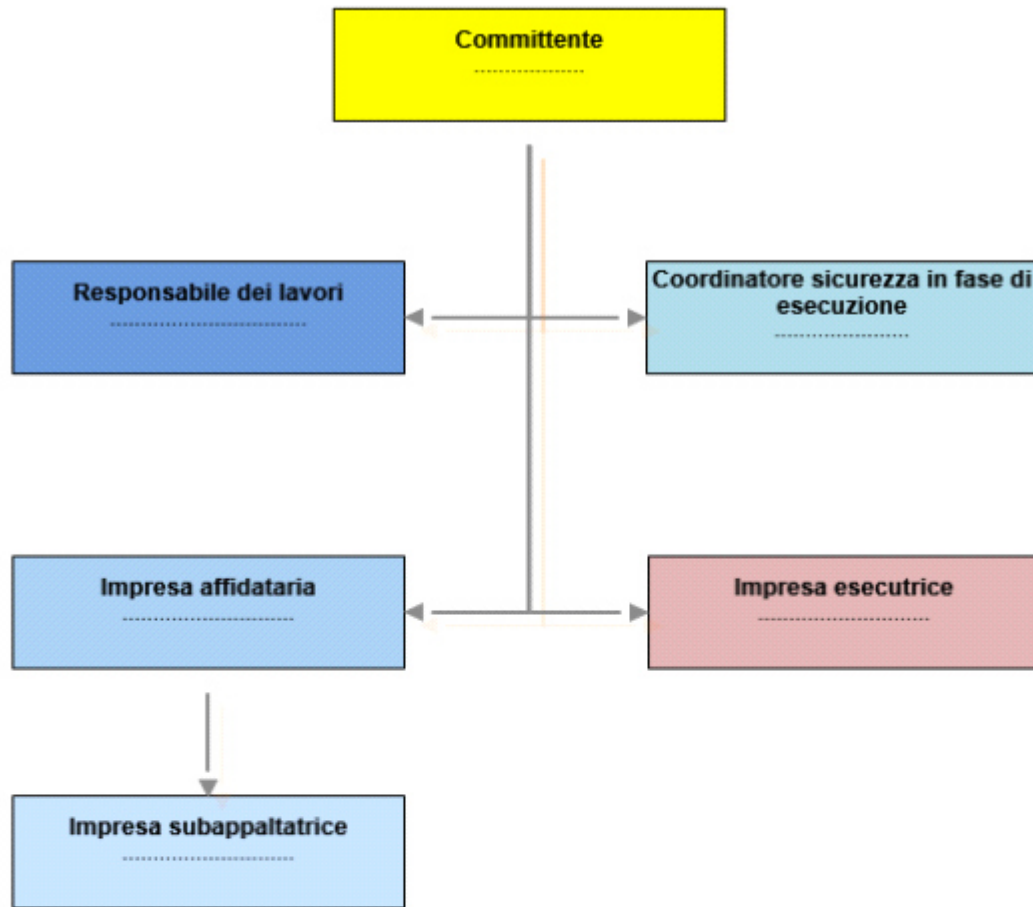 Committente
Responsabile dei lavori
Coordinatore sicurezza in fase di
esecuzione
Impresa affidataria
Impresa esecutrice
Impresa subappaltatrice